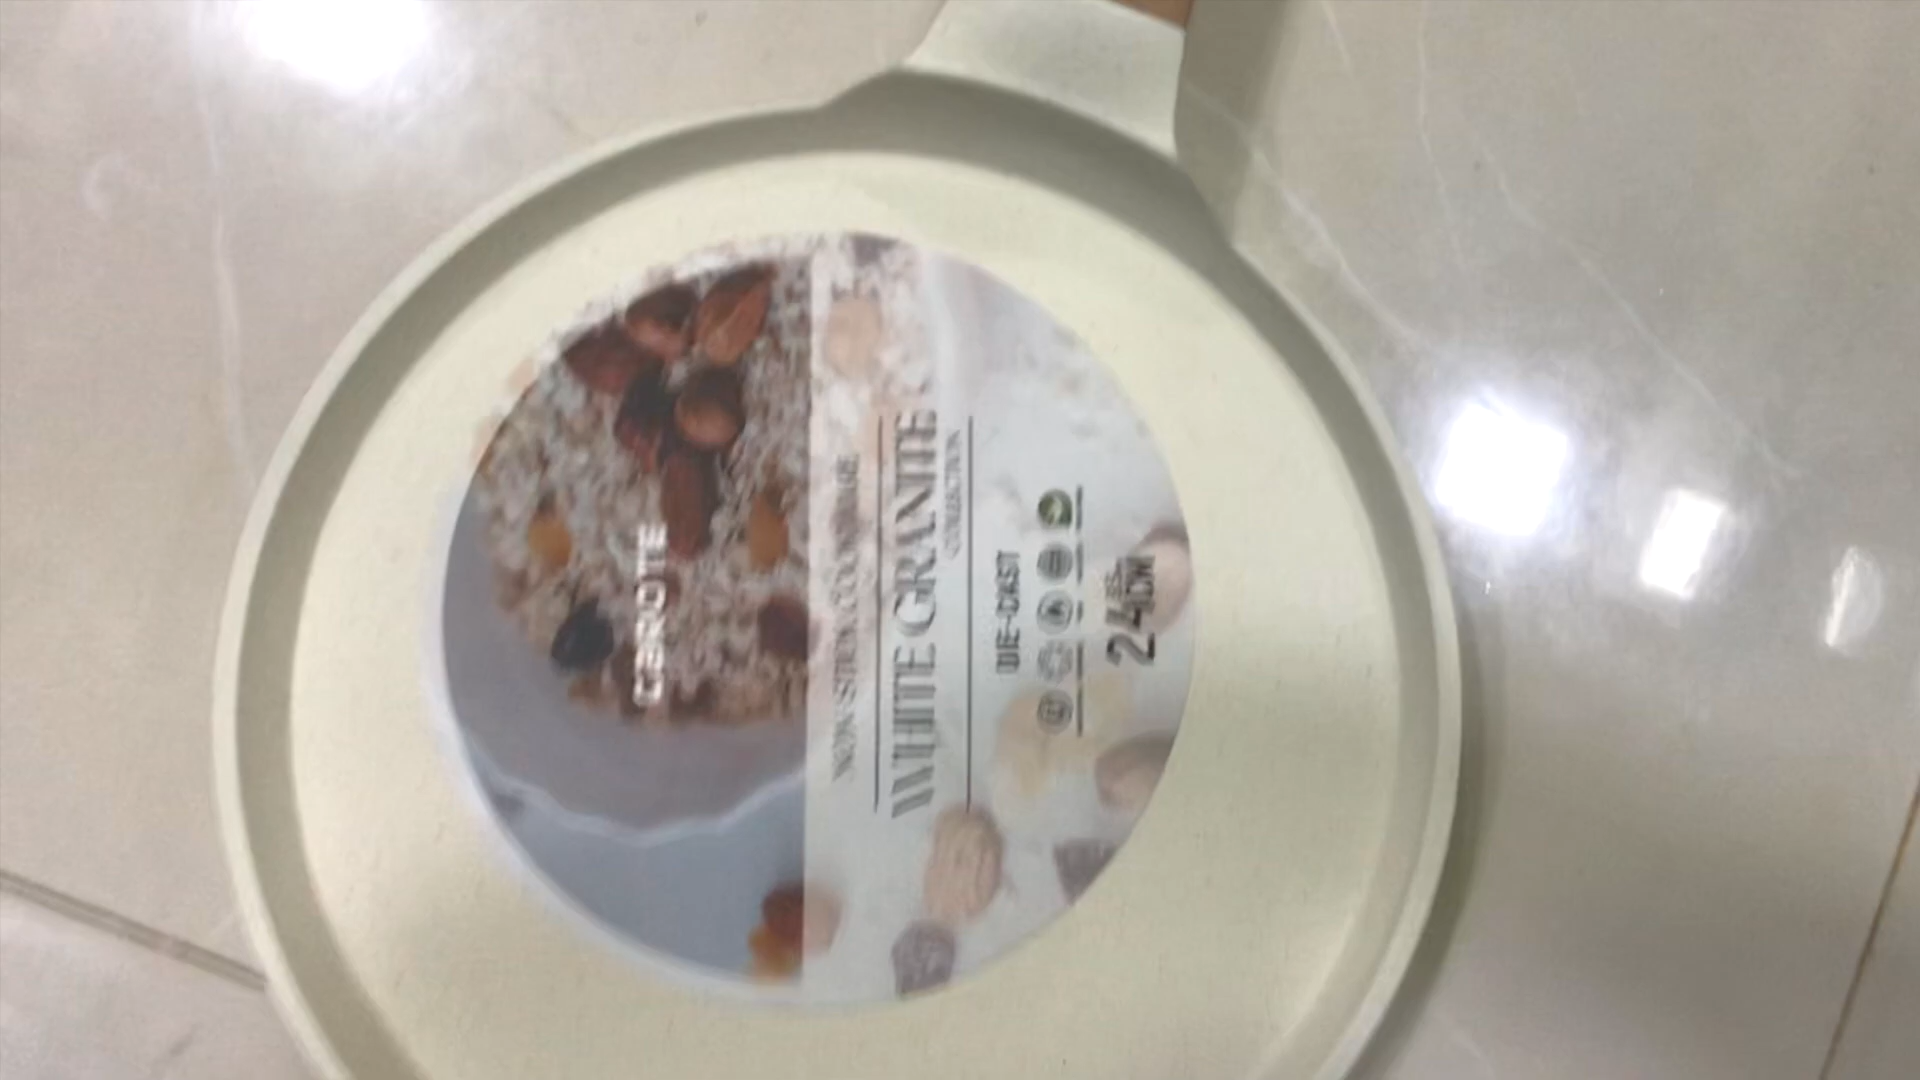 CAROTE
NON-STICK COOKWARE
WHITE GRANITE
COLLECTION
DIE-CAST
24CM